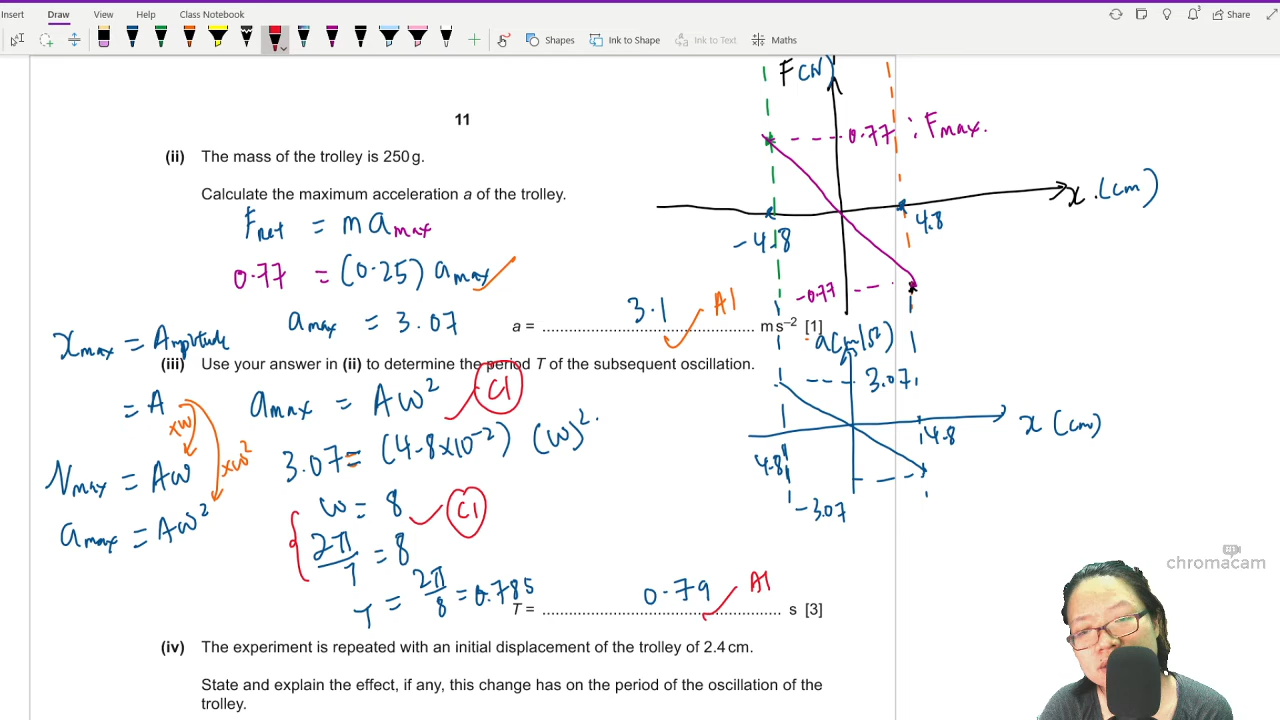 Insert Draw View Help Class Notebook
Share
Shapes Ink to Shape Ink to Text Maths
11
F(N)
0.77 : Fmax.
x (cm)
-4.8
4.8
-0.77
(ii) The mass of the trolley is 250 g.
Calculate the maximum acceleration a of the trolley.
Fnet = m amax
0.77 = (0.25) amax
amax = 3.07
a = 3.1 m s⁻² [1]
A1
(iii) Use your answer in (ii) to determine the period T of the subsequent oscillation.
xmax = Amplitude
= A
xω
xω²
Vmax = Aω
amax = Aω²
amax = Aω²
C1
3.07 = (4.8×10⁻²) (ω)²
ω = 8
C1
2π/T = 8
T = 2π/8 = 0.785
T = 0.79 s [3]
A1
a(m/s²)
3.07
x (cm)
4.8
4.8
-3.07
(iv) The experiment is repeated with an initial displacement of the trolley of 2.4 cm.
State and explain the effect, if any, this change has on the period of the oscillation of the
trolley.
chromacam